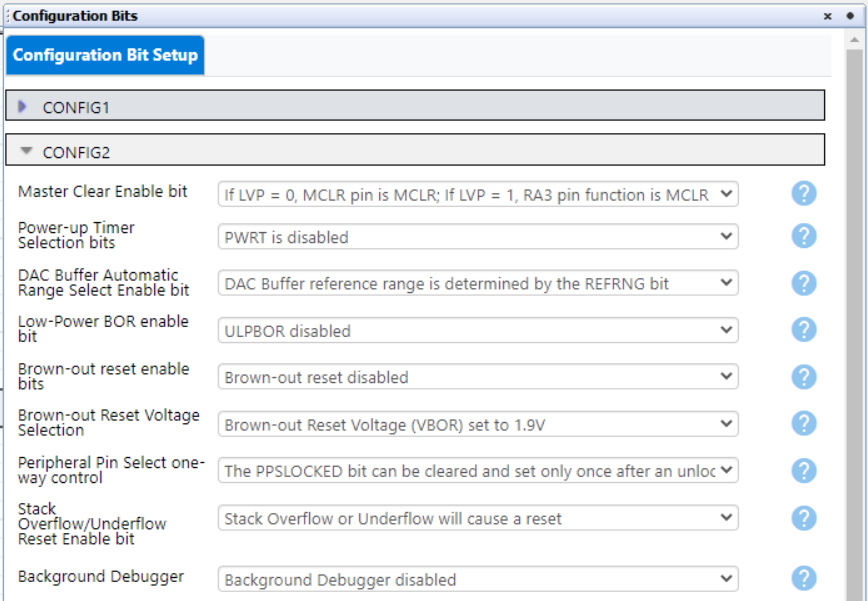 Configuration Bits
Configuration Bit Setup
CONFIG1
CONFIG2
Master Clear Enable bit
If LVP = 0, MCLR pin is MCLR; If LVP = 1, RA3 pin function is MCLR
Power-up Timer
Selection bits
PWRT is disabled
DAC Buffer Automatic
Range Select Enable bit
DAC Buffer reference range is determined by the REFRNG bit
Low-Power BOR enable
bit
ULPBOR disabled
Brown-out reset enable
bits
Brown-out reset disabled
Brown-out Reset Voltage
Selection
Brown-out Reset Voltage (VBOR) set to 1.9V
Peripheral Pin Select one-
way control
The PPSLOCKED bit can be cleared and set only once after an unloc
Stack
Overflow/Underflow
Reset Enable bit
Stack Overflow or Underflow will cause a reset
Background Debugger
Background Debugger disabled